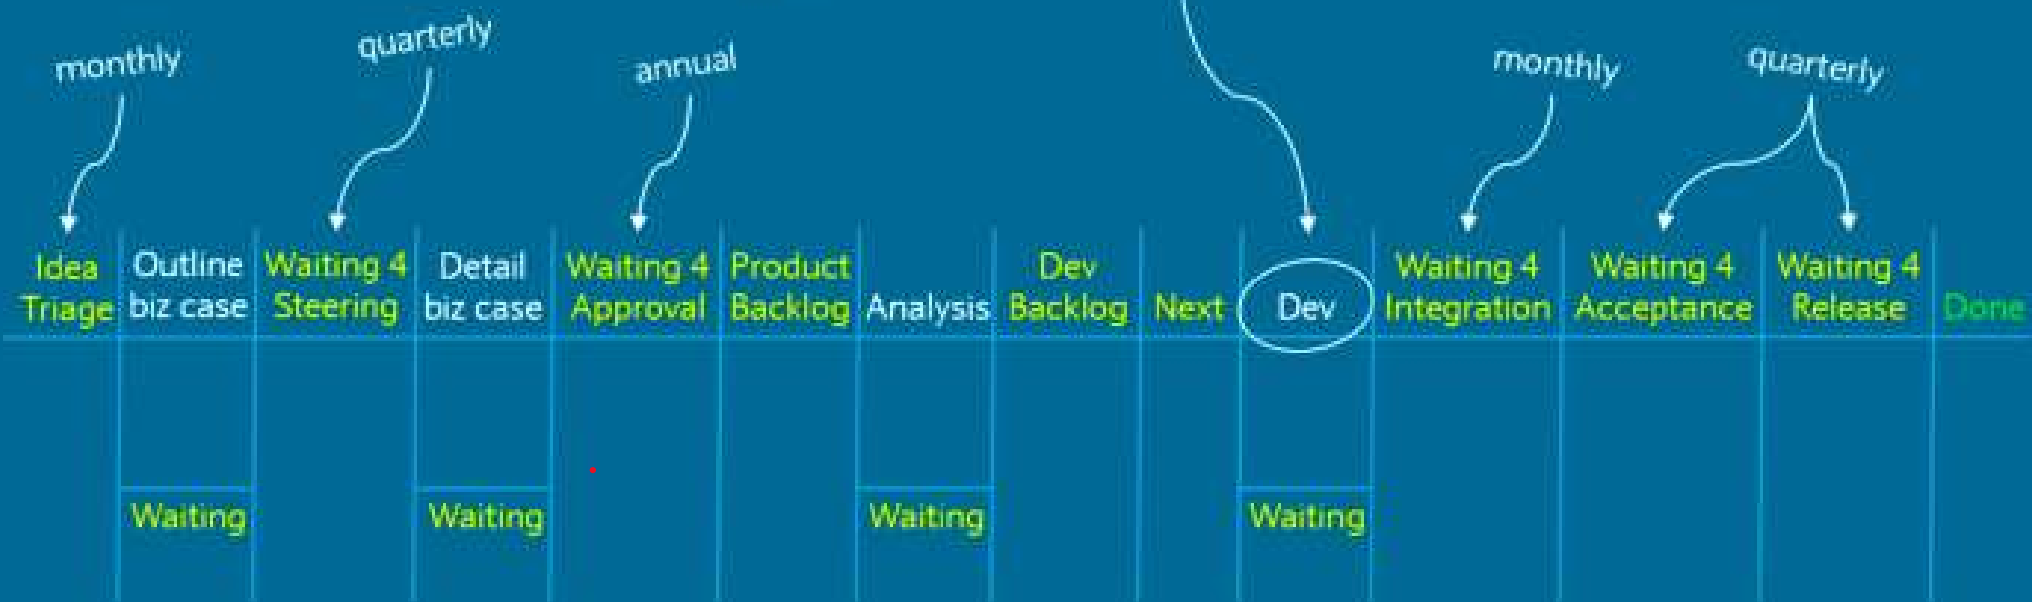 monthly
quarterly
annual
monthly
quarterly
Idea
Triage
Outline
biz case
Waiting 4
Steering
Detail
biz case
Waiting 4
Approval
Product
Backlog
Analysis
Dev
Backlog
Next
Dev
Waiting 4
Integration
Waiting 4
Acceptance
Waiting 4
Release
Done
Waiting
Waiting
Waiting
Waiting